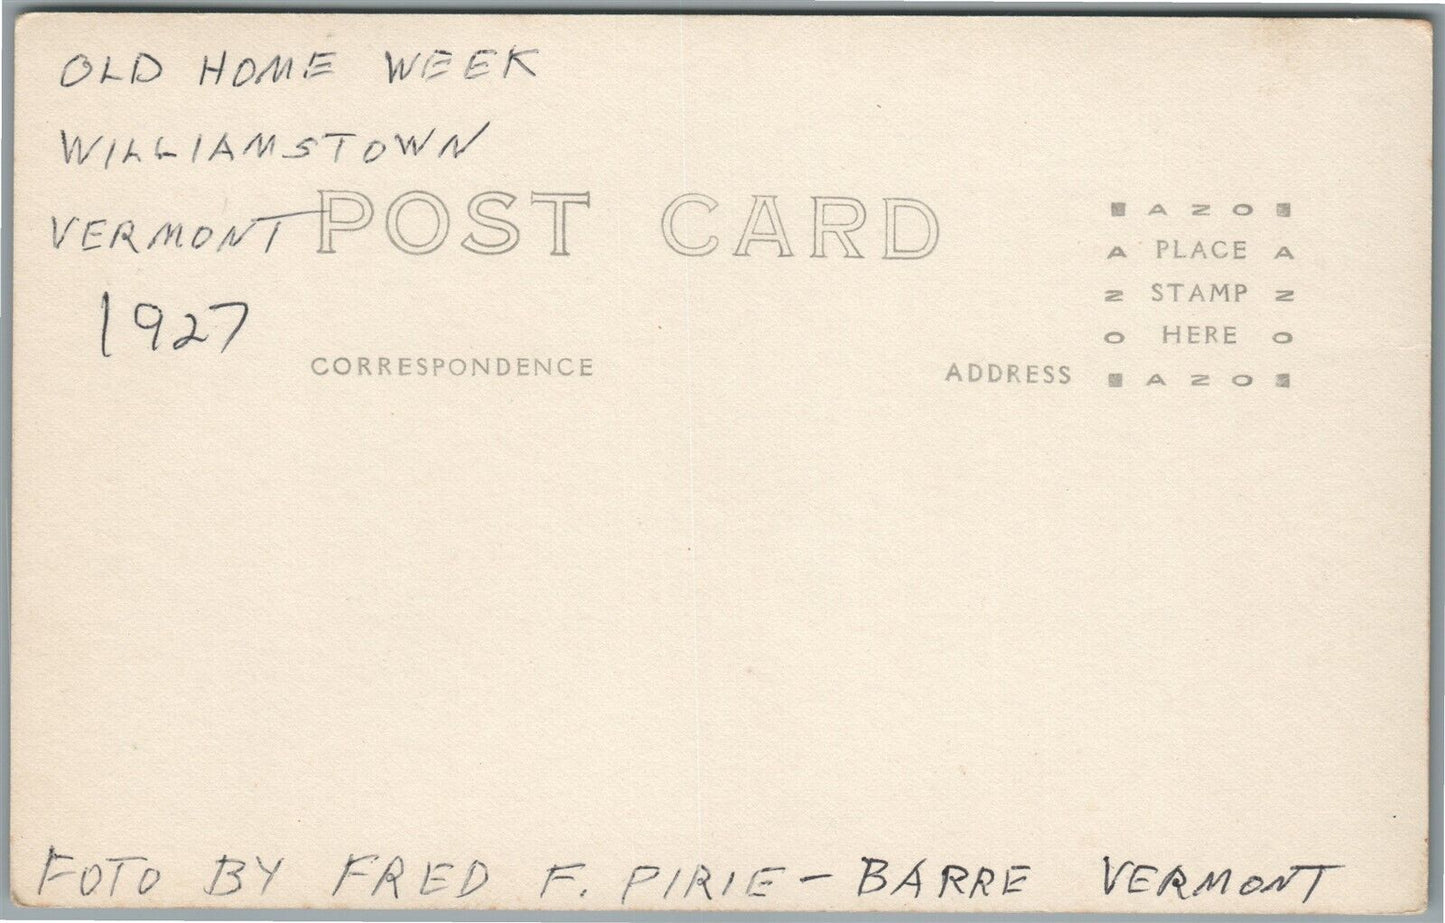 OLD HOME WEEK
WILLIAMSTOWN
VERMONT
1927
POST CARD
CORRESPONDENCE
ADDRESS
AZO
A PLACE A
Z STAMP Z
O HERE O
AZO
FOTO BY FRED F. PIRIE - BARRE VERMONT